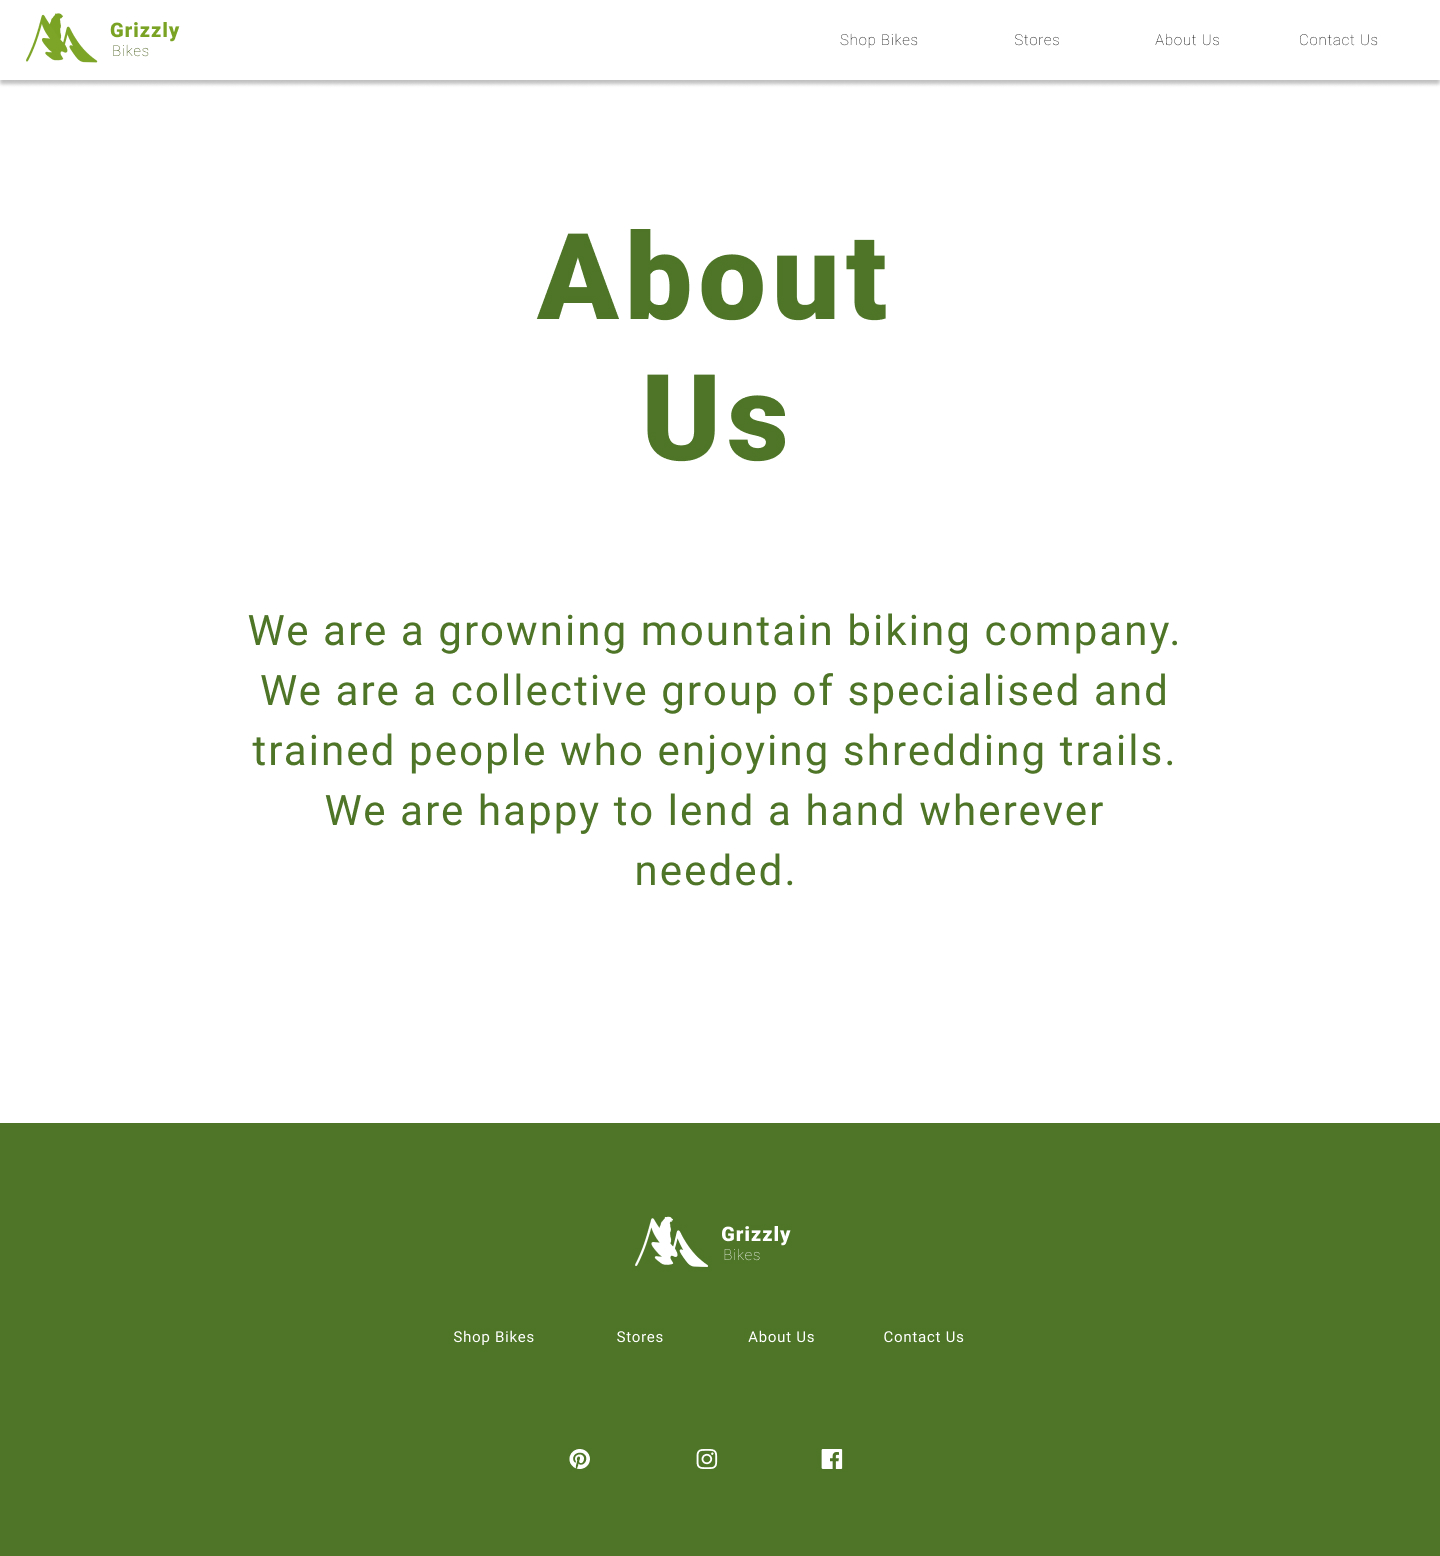 Grizzly
Bikes
Shop Bikes
Stores
About Us
Contact Us
About
Us
We are a growning mountain biking company.
We are a collective group of specialised and
trained people who enjoying shredding trails.
We are happy to lend a hand wherever
needed.
Grizzly
Bikes
Shop Bikes
Stores
About Us
Contact Us